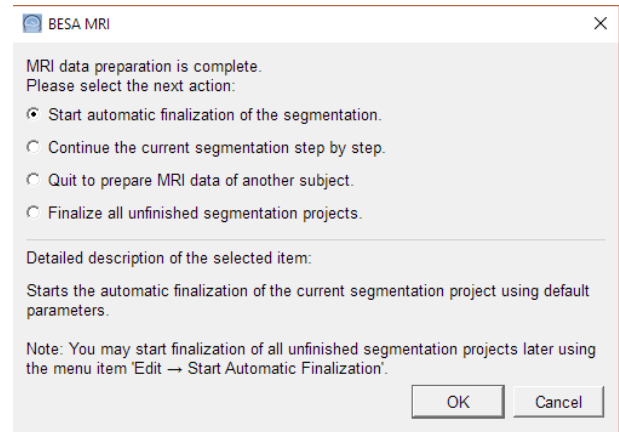 BESA MRI
MRI data preparation is complete.
Please select the next action:
Start automatic finalization of the segmentation.
Continue the current segmentation step by step.
Quit to prepare MRI data of another subject.
Finalize all unfinished segmentation projects.
Detailed description of the selected item:
Starts the automatic finalization of the current segmentation project using default
parameters.
Note: You may start finalization of all unfinished segmentation projects later using
the menu item 'Edit → Start Automatic Finalization'.
OK Cancel